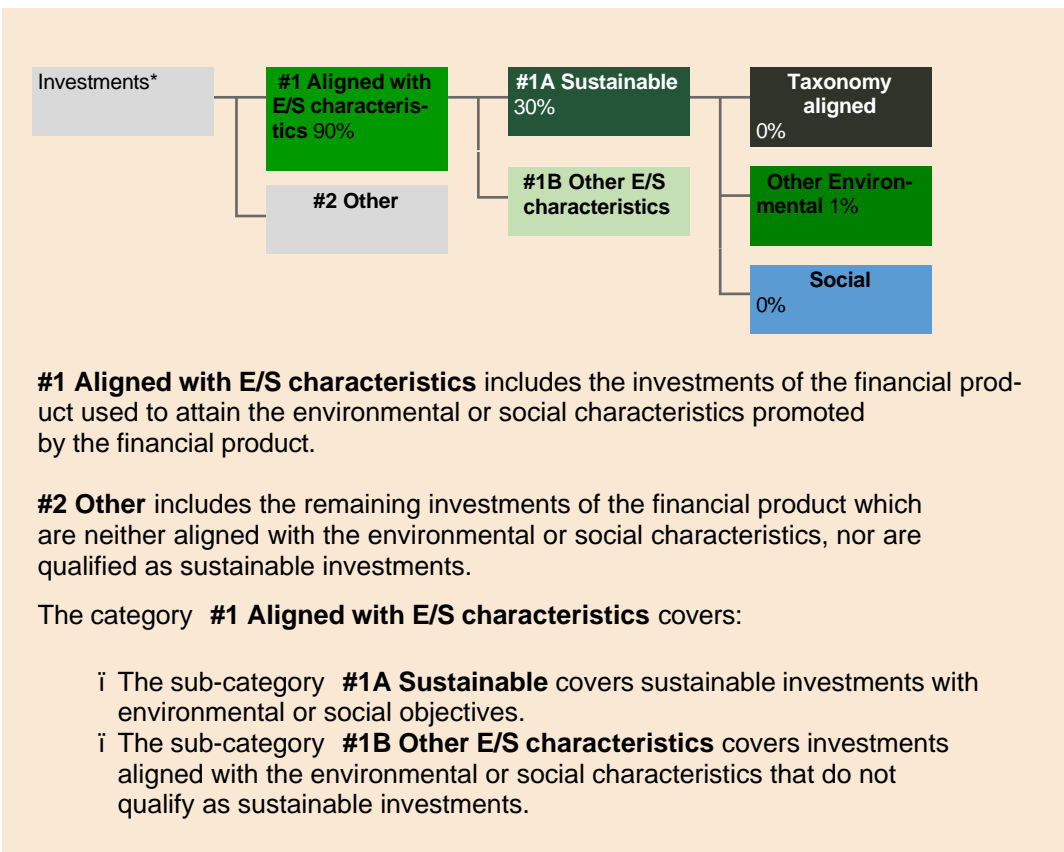 Investments*
#1 Aligned with
E/S characteris-
tics 90%
#2 Other
#1A Sustainable
30%
#1B Other E/S
characteristics
Taxonomy
aligned
0%
Other Environ-
mental 1%
Social
0%
#1 Aligned with E/S characteristics includes the investments of the financial prod-
uct used to attain the environmental or social characteristics promoted
by the financial product.
#2 Other includes the remaining investments of the financial product which
are neither aligned with the environmental or social characteristics, nor are
qualified as sustainable investments.
The category #1 Aligned with E/S characteristics covers:
ï The sub-category #1A Sustainable covers sustainable investments with
environmental or social objectives.
ï The sub-category #1B Other E/S characteristics covers investments
aligned with the environmental or social characteristics that do not
qualify as sustainable investments.